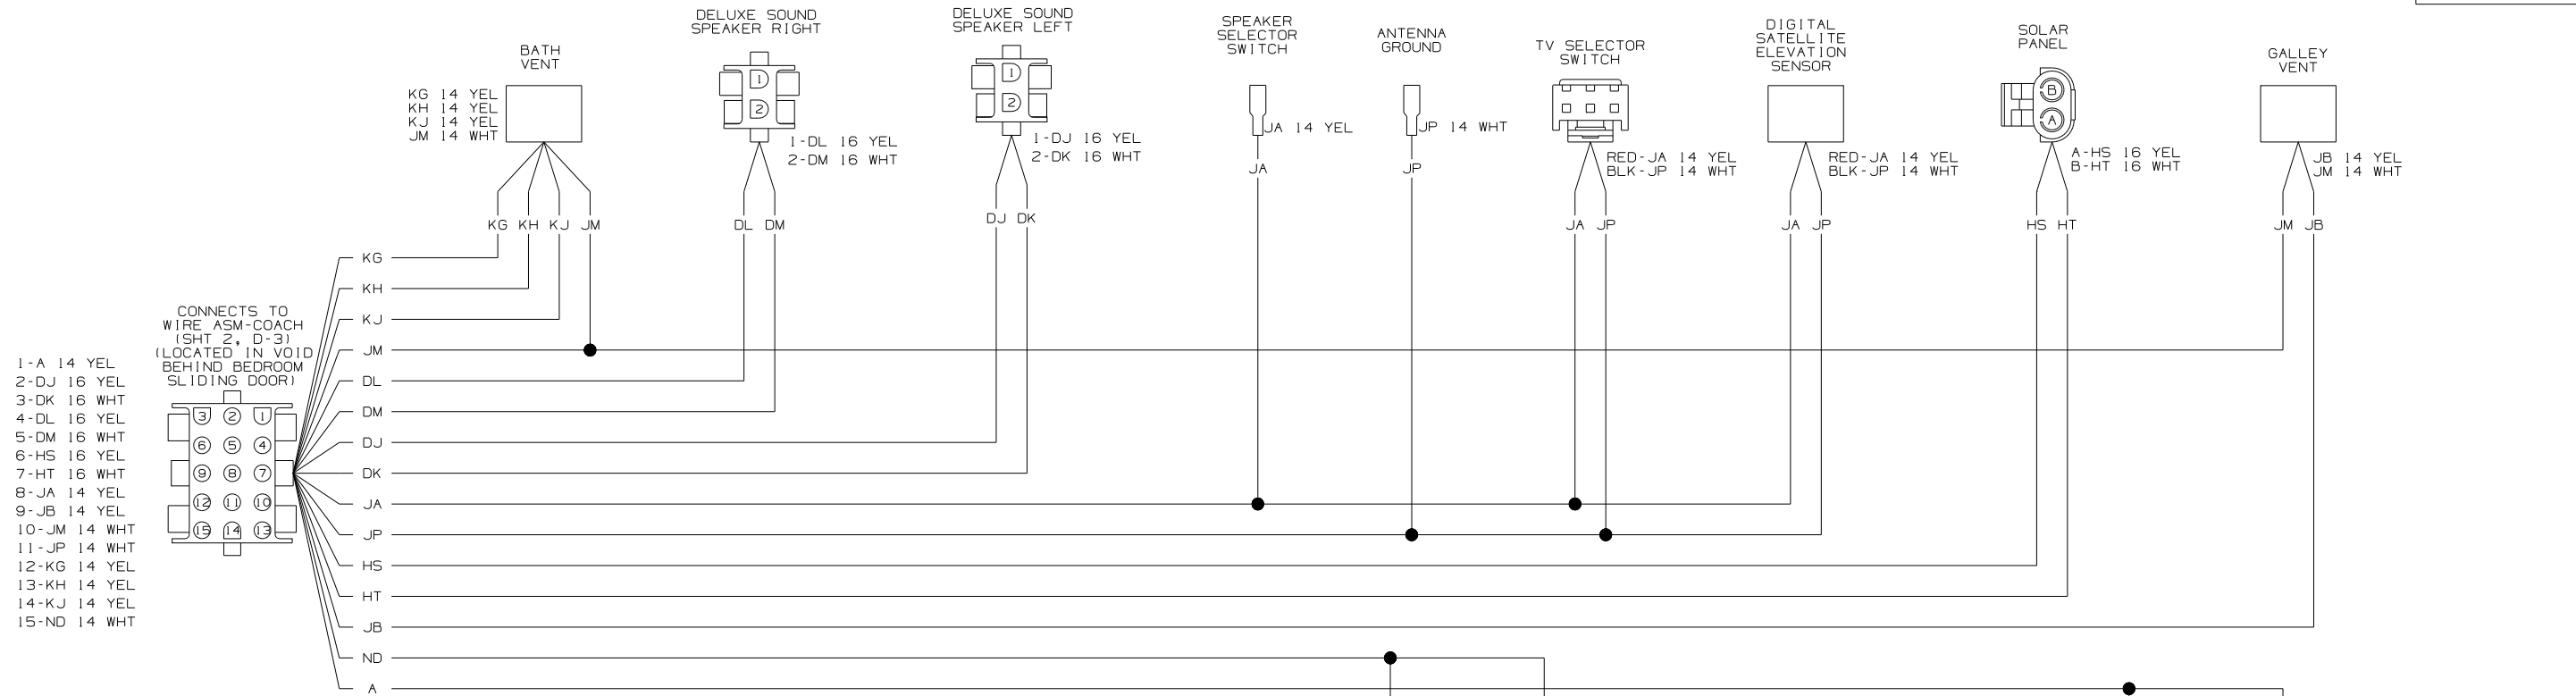 DELUXE SOUND
SPEAKER RIGHT
DELUXE SOUND
SPEAKER LEFT
SPEAKER
SELECTOR
SWITCH
ANTENNA
GROUND
TV SELECTOR
SWITCH
DIGITAL
SATELLITE
ELEVATION
SENSOR
SOLAR
PANEL
GALLEY
VENT
BATH
VENT
KG 14 YEL
KH 14 YEL
KJ 14 YEL
JM 14 WHT
1
2
1-DL 16 YEL
2-DM 16 WHT
1
2
1-DJ 16 YEL
2-DK 16 WHT
JA 14 YEL
JP 14 WHT
RED-JA 14 YEL
BLK-JP 14 WHT
RED-JA 14 YEL
BLK-JP 14 WHT
B
A
A-HS 16 YEL
B-HT 16 WHT
JB 14 YEL
JM 14 WHT
JA
JP
KG KH KJ JM
DL DM
DJ DK
JA JP
JA JP
HS HT
JM JB
CONNECTS TO
WIRE ASM-COACH
(SHT 2, D-3)
(LOCATED IN VOID
BEHIND BEDROOM
SLIDING DOOR)
1-A 14 YEL
2-DJ 16 YEL
3-DK 16 WHT
4-DL 16 YEL
5-DM 16 WHT
6-HS 16 YEL
7-HT 16 WHT
8-JA 14 YEL
9-JB 14 YEL
10-JM 14 WHT
11-JP 14 WHT
12-KG 14 YEL
13-KH 14 YEL
14-KJ 14 YEL
15-ND 14 WHT
3 2 1
6 5 4
9 8 7
12 11 10
15 14 13
KG
KH
KJ
JM
DL
DM
DJ
DK
JA
JP
HS
HT
JB
ND
A